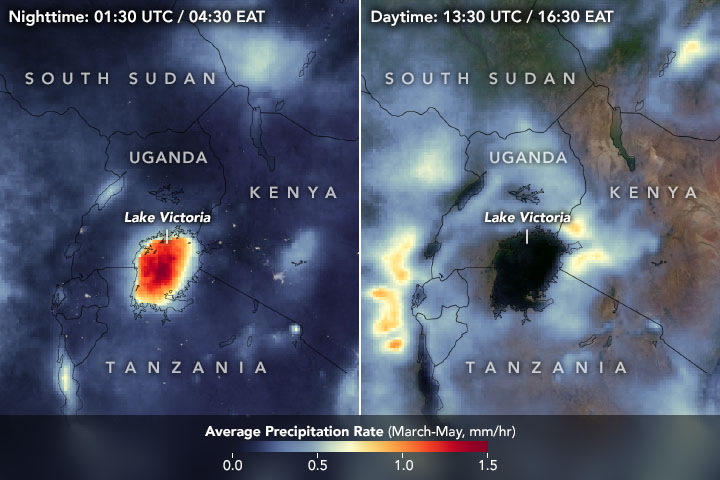 Nighttime: 01:30 UTC / 04:30 EAT
SOUTH SUDAN
UGANDA
KENYA
Lake Victoria
TANZANIA
Daytime: 13:30 UTC / 16:30 EAT
SOUTH SUDAN
UGANDA
KENYA
Lake Victoria
TANZANIA
Average Precipitation Rate (March-May, mm/hr)
0.0 0.5 1.0 1.5